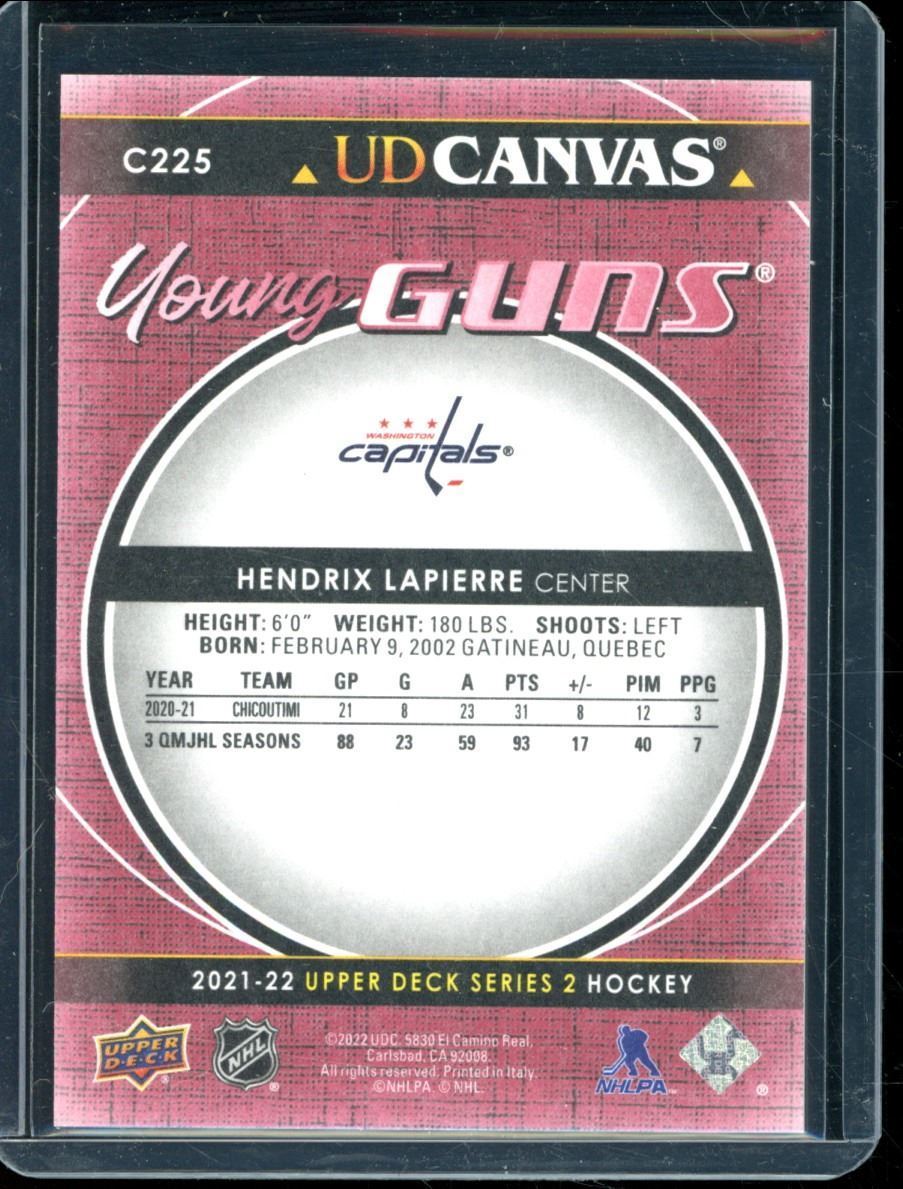 C225 UD CANVAS®
Young GUNS®
WASHINGTON
capitals®
HENDRIX LAPIERRE CENTER
HEIGHT: 6'0" WEIGHT: 180 LBS. SHOOTS: LEFT
BORN: FEBRUARY 9, 2002 GATINEAU, QUEBEC
YEAR TEAM GP G A PTS +/- PIM PPG
2020-21 CHICOUTIMI 21 8 23 31 8 12 3
3 QMJHL SEASONS 88 23 59 93 17 40 7
2021-22 UPPER DECK SERIES 2 HOCKEY
UPPER
D·E·C·K ®
NHL ®
©2022 UDC. 5830 El Camino Real,
Carlsbad, CA 92008.
All rights reserved. Printed in Italy.
©NHLPA. © NHL.
NHLPA™
®